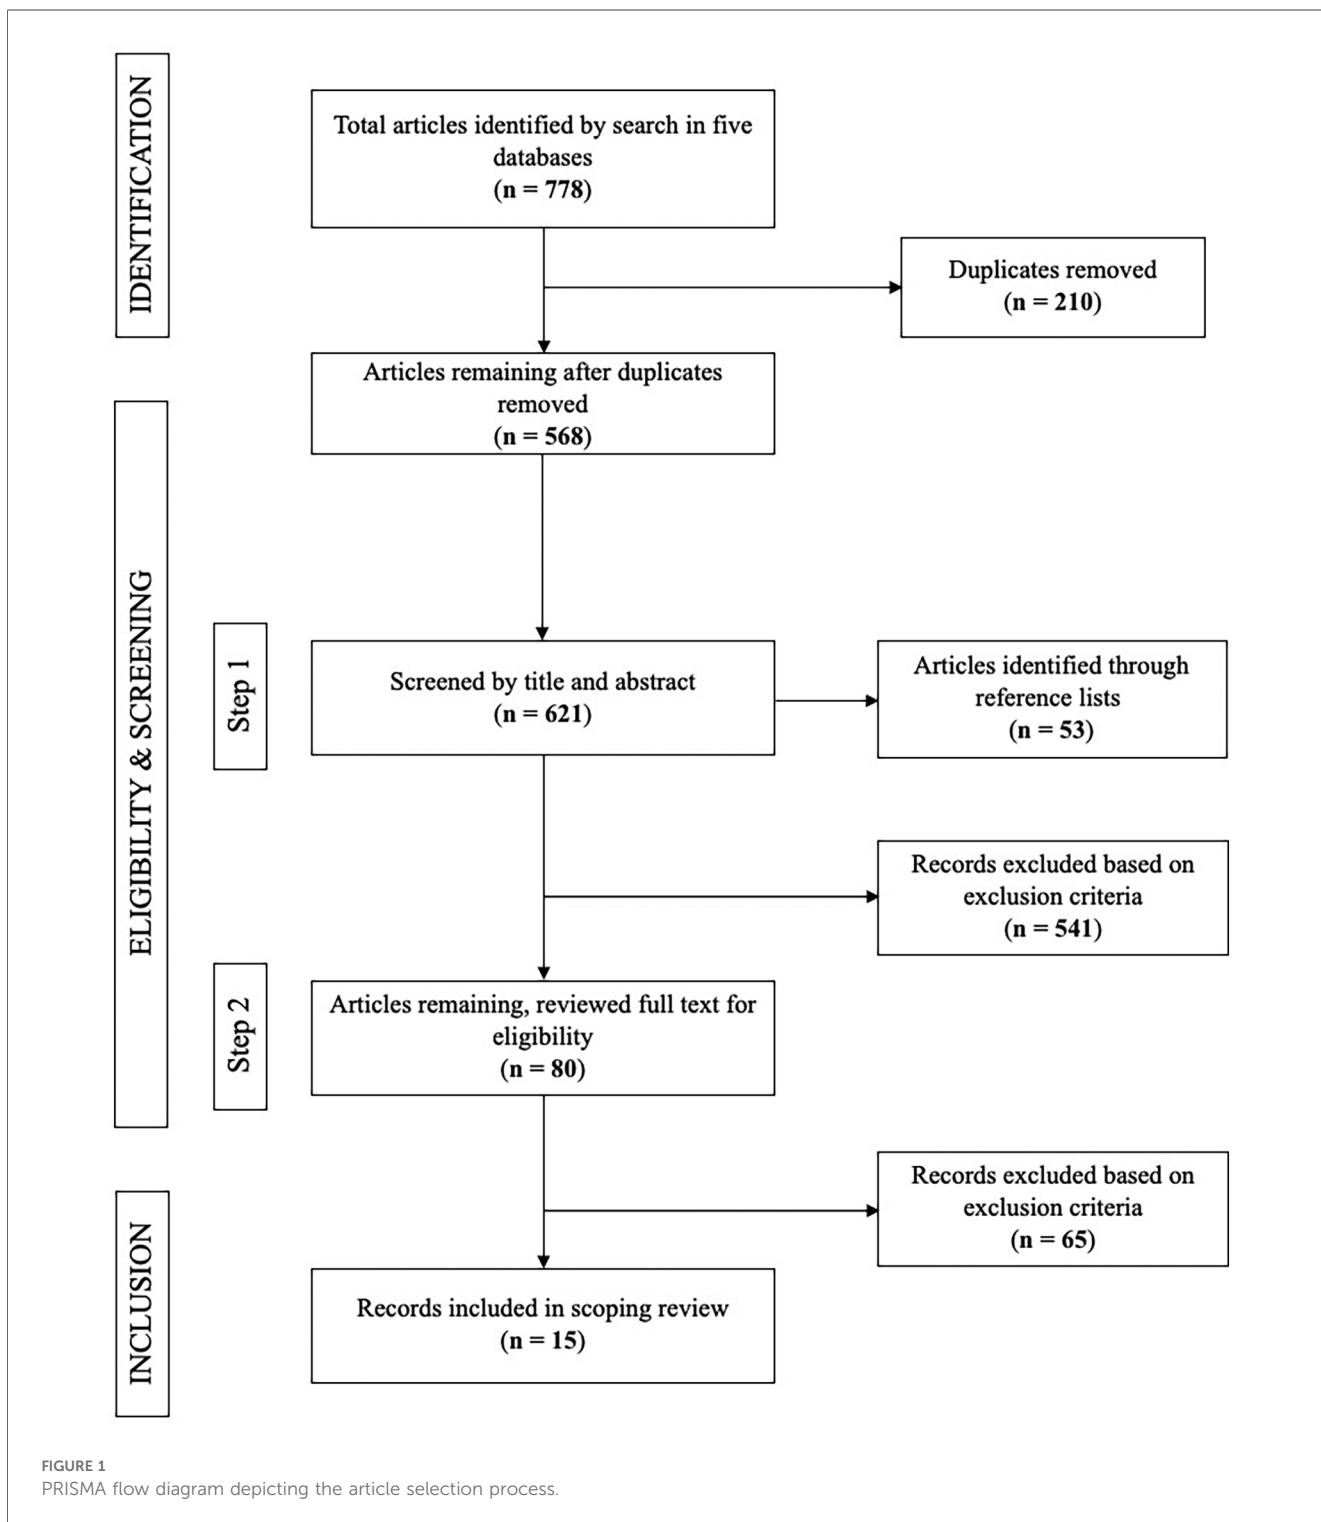 IDENTIFICATION
Total articles identified by search in five
databases
(n = 778)
Duplicates removed
(n = 210)
Articles remaining after duplicates
removed
(n = 568)
ELIGIBILITY & SCREENING
Step 1
Screened by title and abstract
(n = 621)
Articles identified through
reference lists
(n = 53)
Records excluded based on
exclusion criteria
(n = 541)
Step 2
Articles remaining, reviewed full text for
eligibility
(n = 80)
Records excluded based on
exclusion criteria
(n = 65)
INCLUSION
Records included in scoping review
(n = 15)
FIGURE 1
PRISMA flow diagram depicting the article selection process.